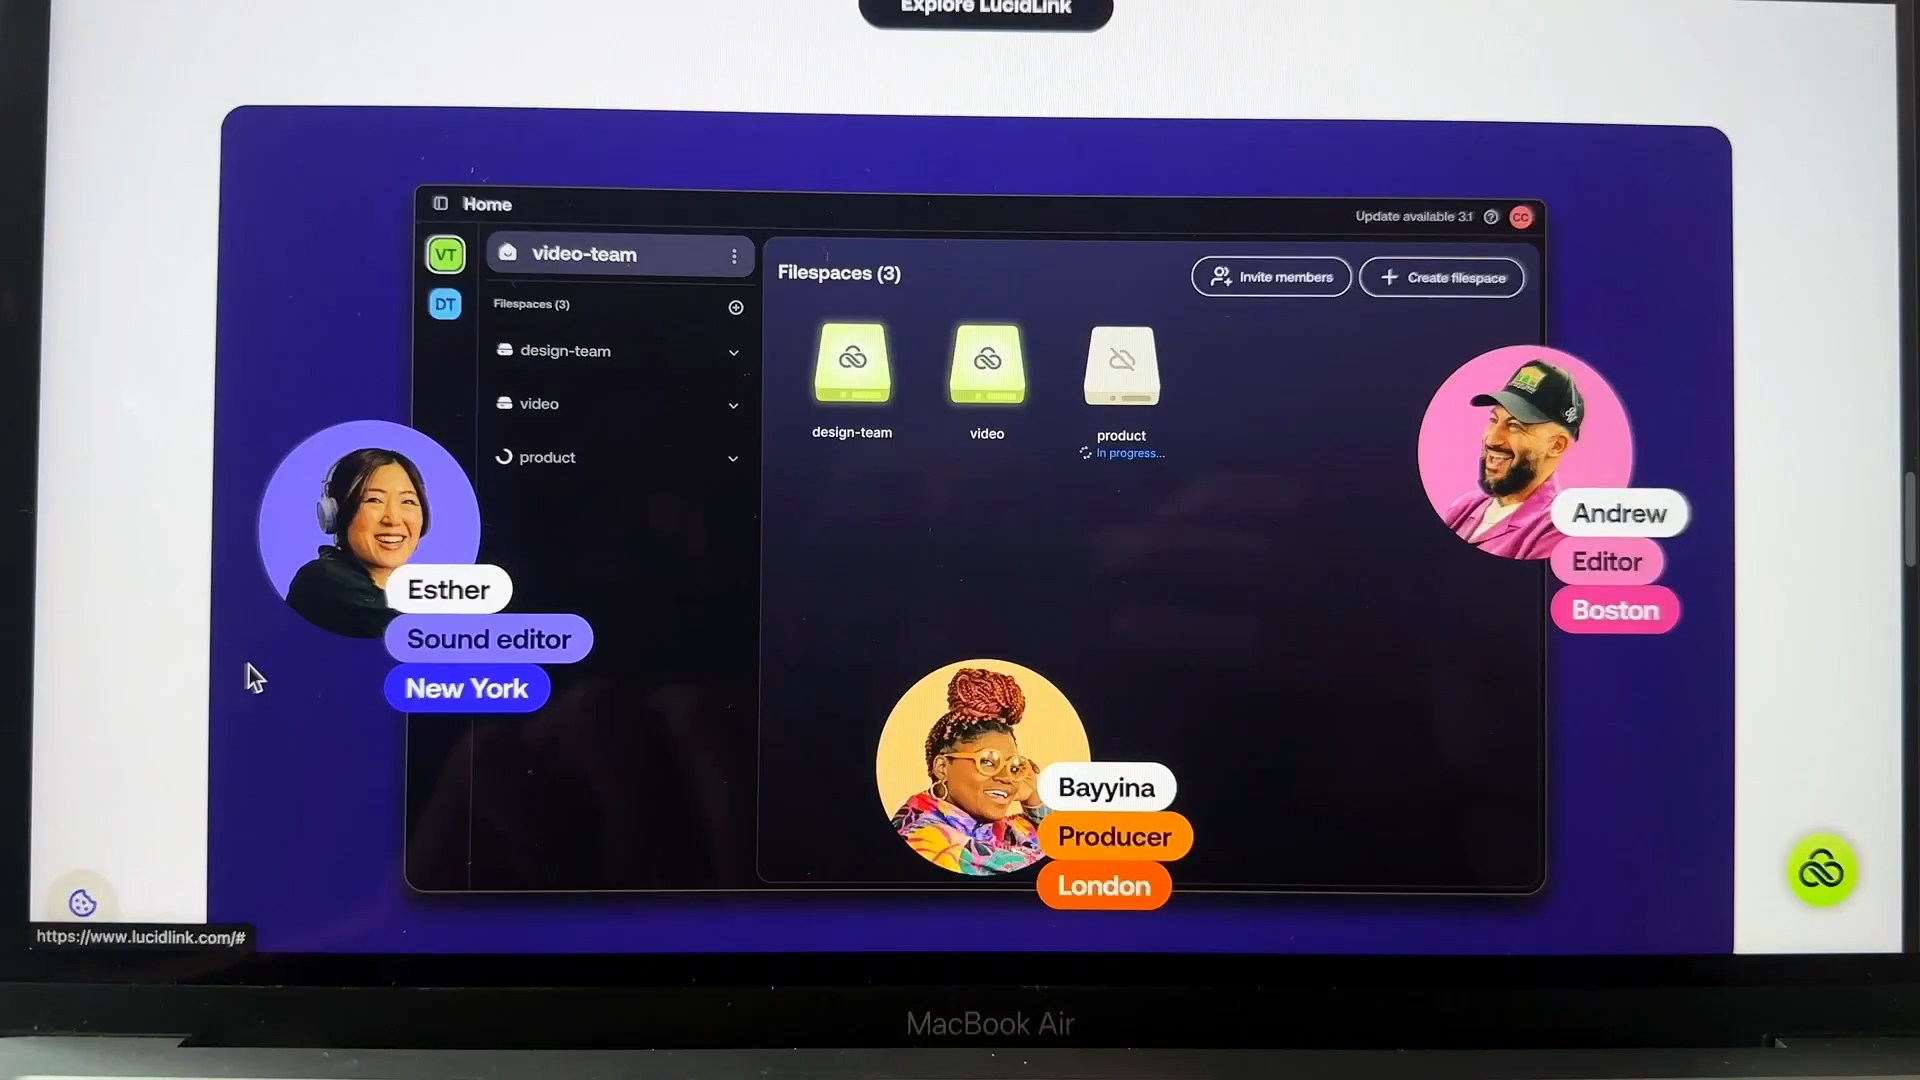 Explore LucidLink
Home
Update available 3.1
CC
VT
video-team
Filespaces (3)
Invite members
Create filespace
DT
Filespaces (3)
design-team
video
product
design-team
video
product
In progress...
Andrew
Editor
Boston
Esther
Sound editor
New York
Bayyina
Producer
London
https://www.lucidlink.com/#
MacBook Air